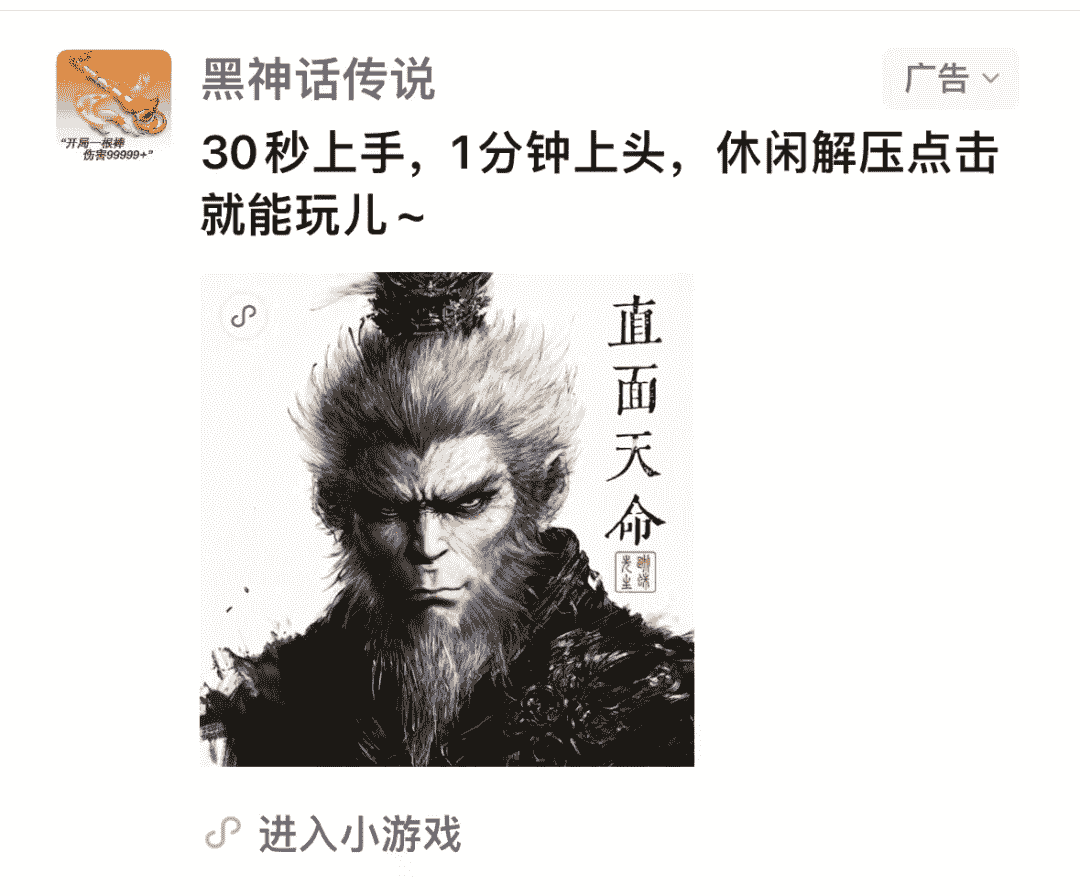 黑神话传说
广告
"开局一根棒
伤害99999+"
30秒上手，1分钟上头，休闲解压点击
就能玩儿~
直面天命
进入小游戏